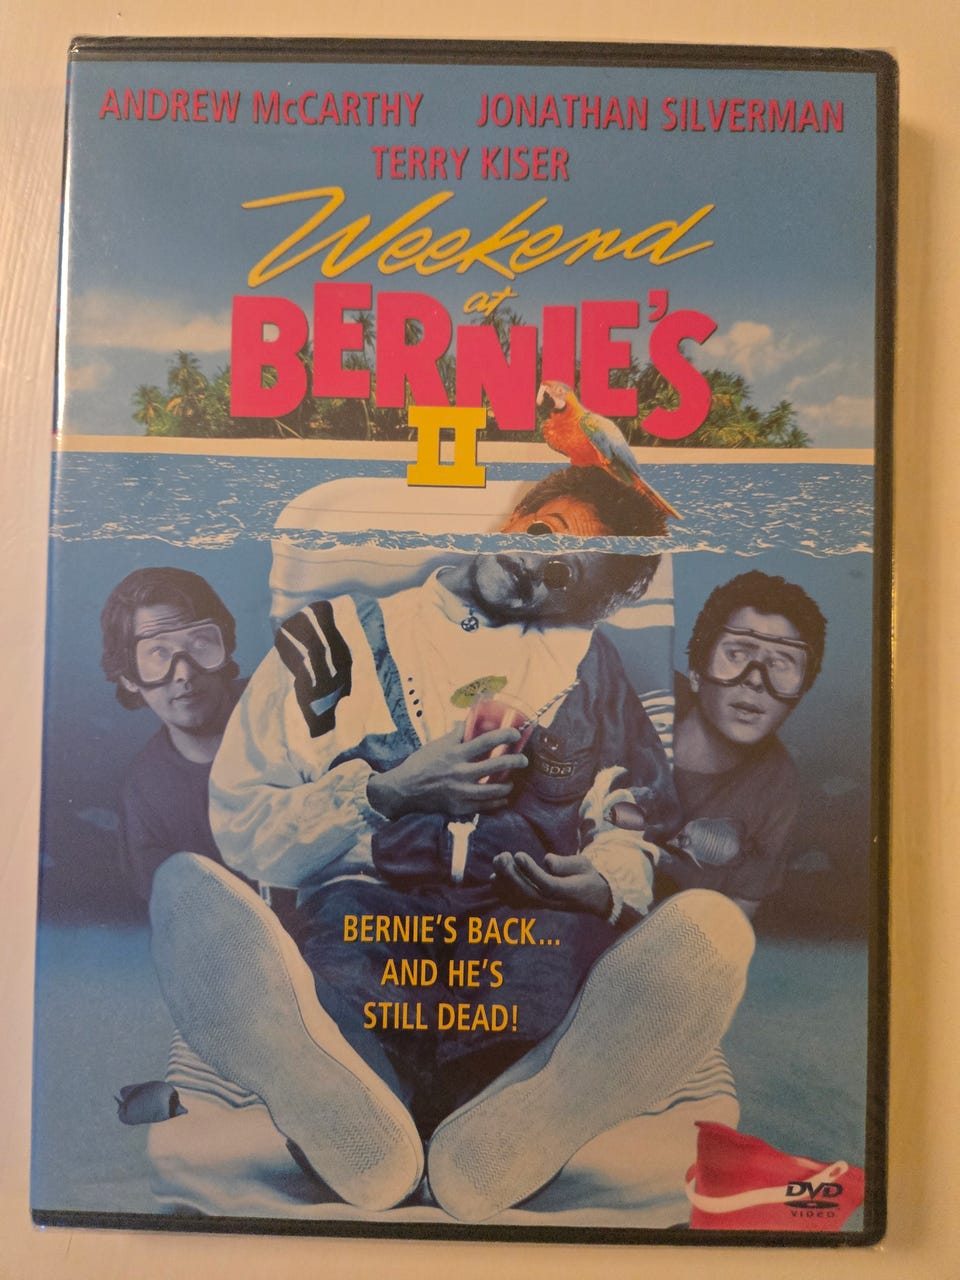 ANDREW McCARTHY JONATHAN SILVERMAN
TERRY KISER
Weekend
at
BERNIE'S
II
BERNIE'S BACK...
AND HE'S
STILL DEAD!
DVD
VIDEO